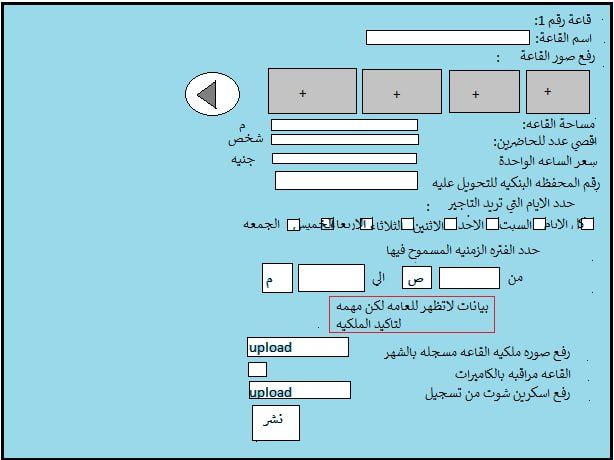 قاعة رقم 1:
اسم القاعة:
رفع صور القاعة :
+ + + +
مساحة القاعه: م
اقصي عدد للحاضرين: شخص
سعر الساعه الواحدة جنيه
رقم المحفظه البنكيه للتحويل عليه
حدد الايام التي تريد التاجير :
كل الايام السبت الاحد الاثنين الثلاثاء الاربعاء الخميس الجمعه
حدد الفتره الزمنيه المسموح فيها
من ص الي م
بيانات لاتظهر للعامه لكن مهمه
لتاكيد الملكيه
رفع صوره ملكيه القاعه مسجله بالشهر upload
القاعه مراقبه بالكاميرات
رفع اسكرين شوت من تسجيل upload
نشر